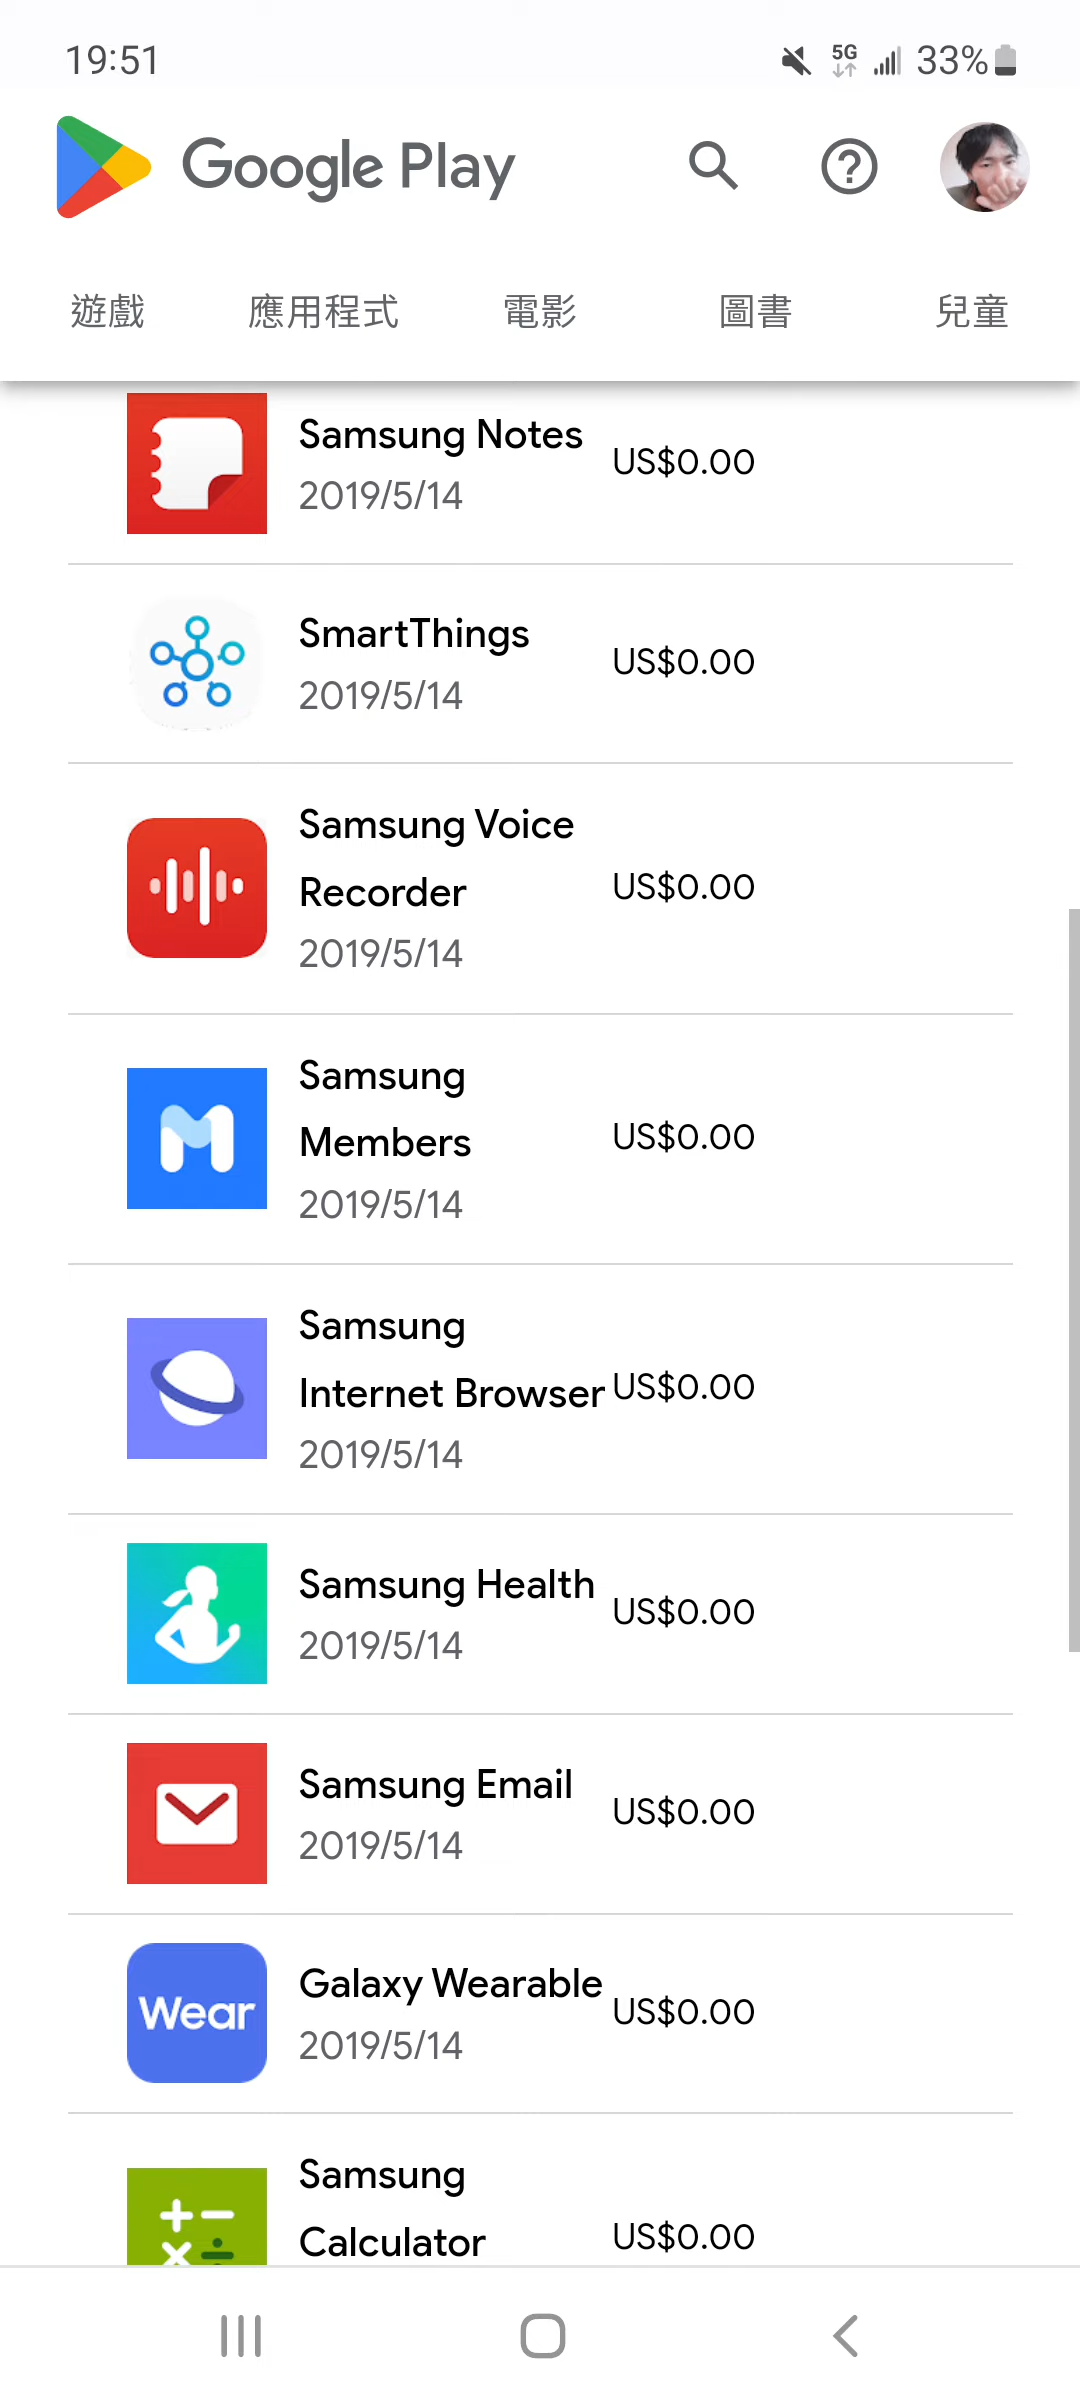 19:51
5G
33%
Google Play
遊戲 應用程式 電影 圖書 兒童
Samsung Notes
US$0.00
2019/5/14
SmartThings
US$0.00
2019/5/14
Samsung Voice
Recorder
US$0.00
2019/5/14
Samsung
Members
US$0.00
2019/5/14
Samsung
Internet Browser
US$0.00
2019/5/14
Samsung Health
US$0.00
2019/5/14
Samsung Email
US$0.00
2019/5/14
Wear
Galaxy Wearable
US$0.00
2019/5/14
Samsung
Calculator
US$0.00